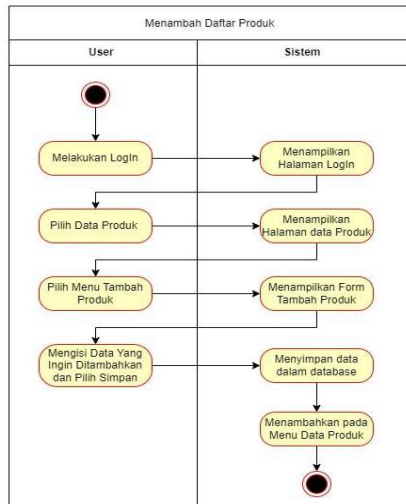 Menambah Daftar Produk
User
Sistem
Melakukan LogIn
Menampilkan
Halaman LogIn
Pilih Data Produk
Menampilkan
Halaman data Produk
Pilih Menu Tambah
Produk
Menampilkan Form
Tambah Produk
Mengisi Data Yang
Ingin Ditambahkan
dan Pilih Simpan
Menyimpan data
dalam database
Menambahkan pada
Menu Data Produk